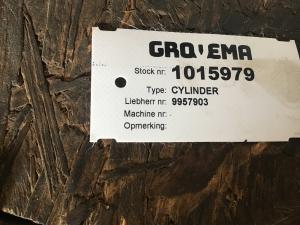 GROVEMA
Stock nr: 1015979
Type: CYLINDER
Liebherr nr: 9957903
Machine nr: -
Opmerking: